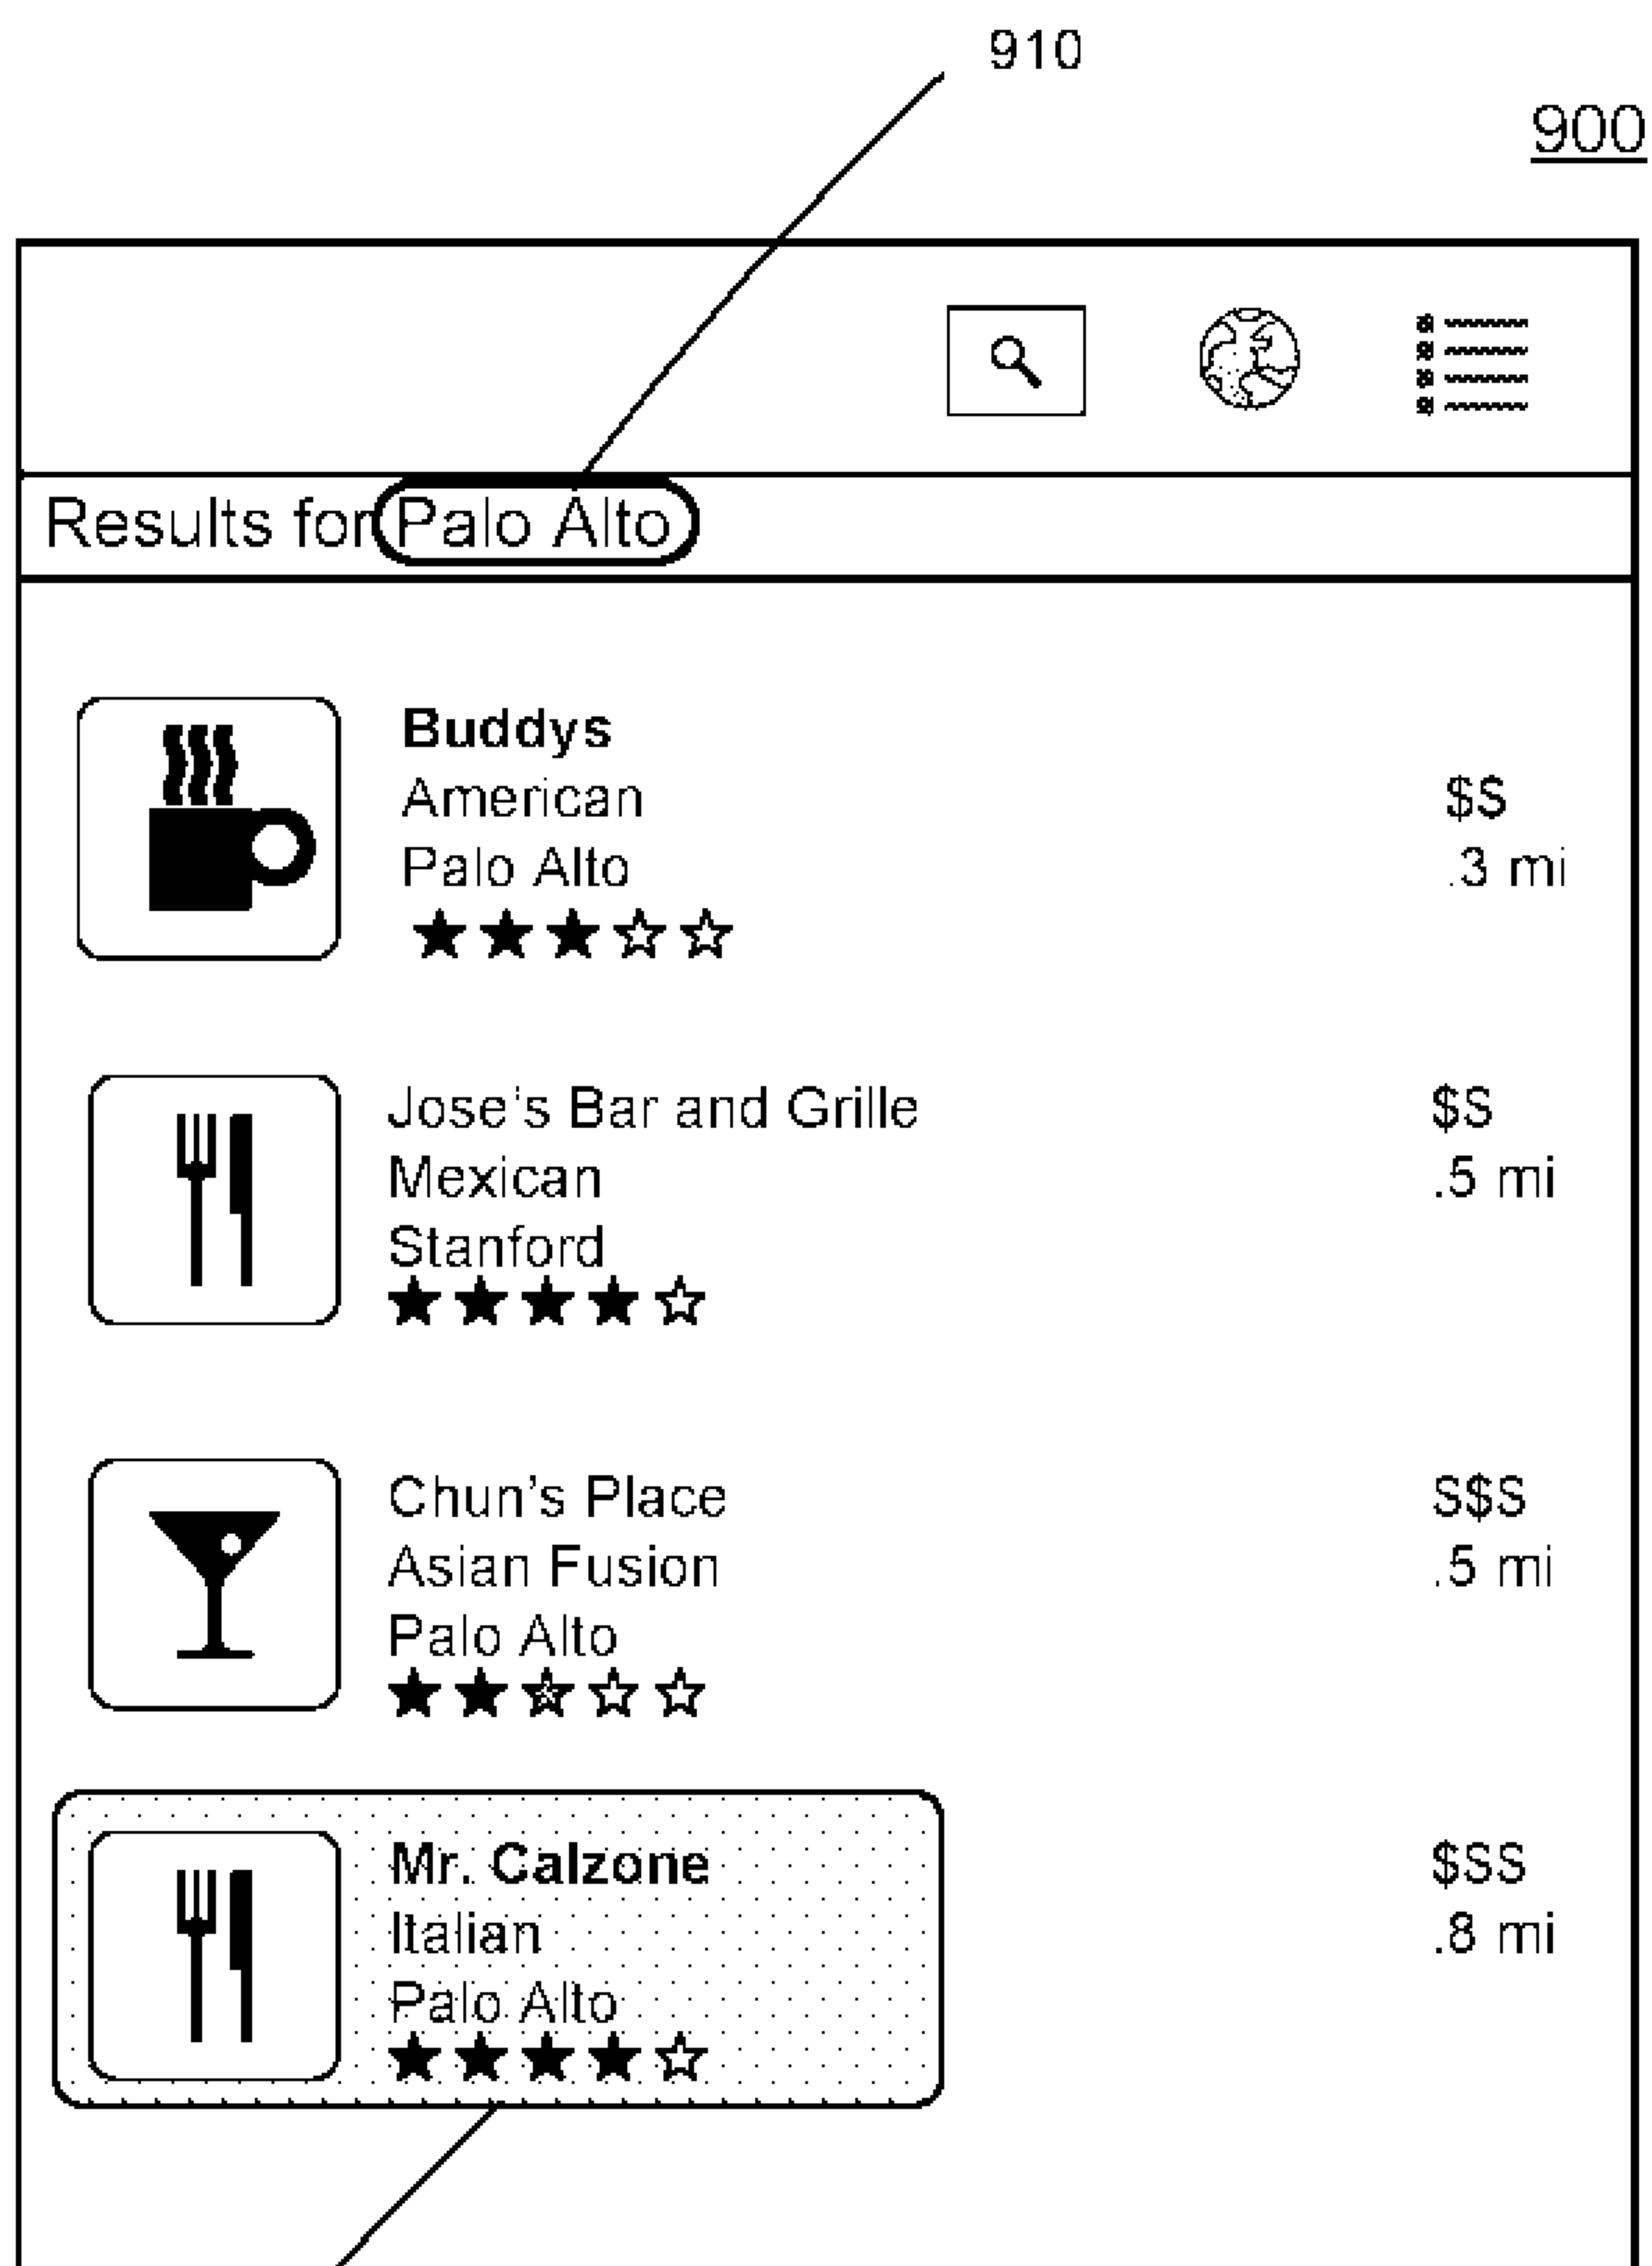 910
900
Results for Palo Alto
Buddys
American
$$
Palo Alto
.3 mi
Jose's Bar and Grille
$$
Mexican
.5 mi
Stanford
Chun's Place
$$$
Asian Fusion
.5 mi
Palo Alto
Mr. Calzone
$$$
Italian
.8 mi
Palo Alto